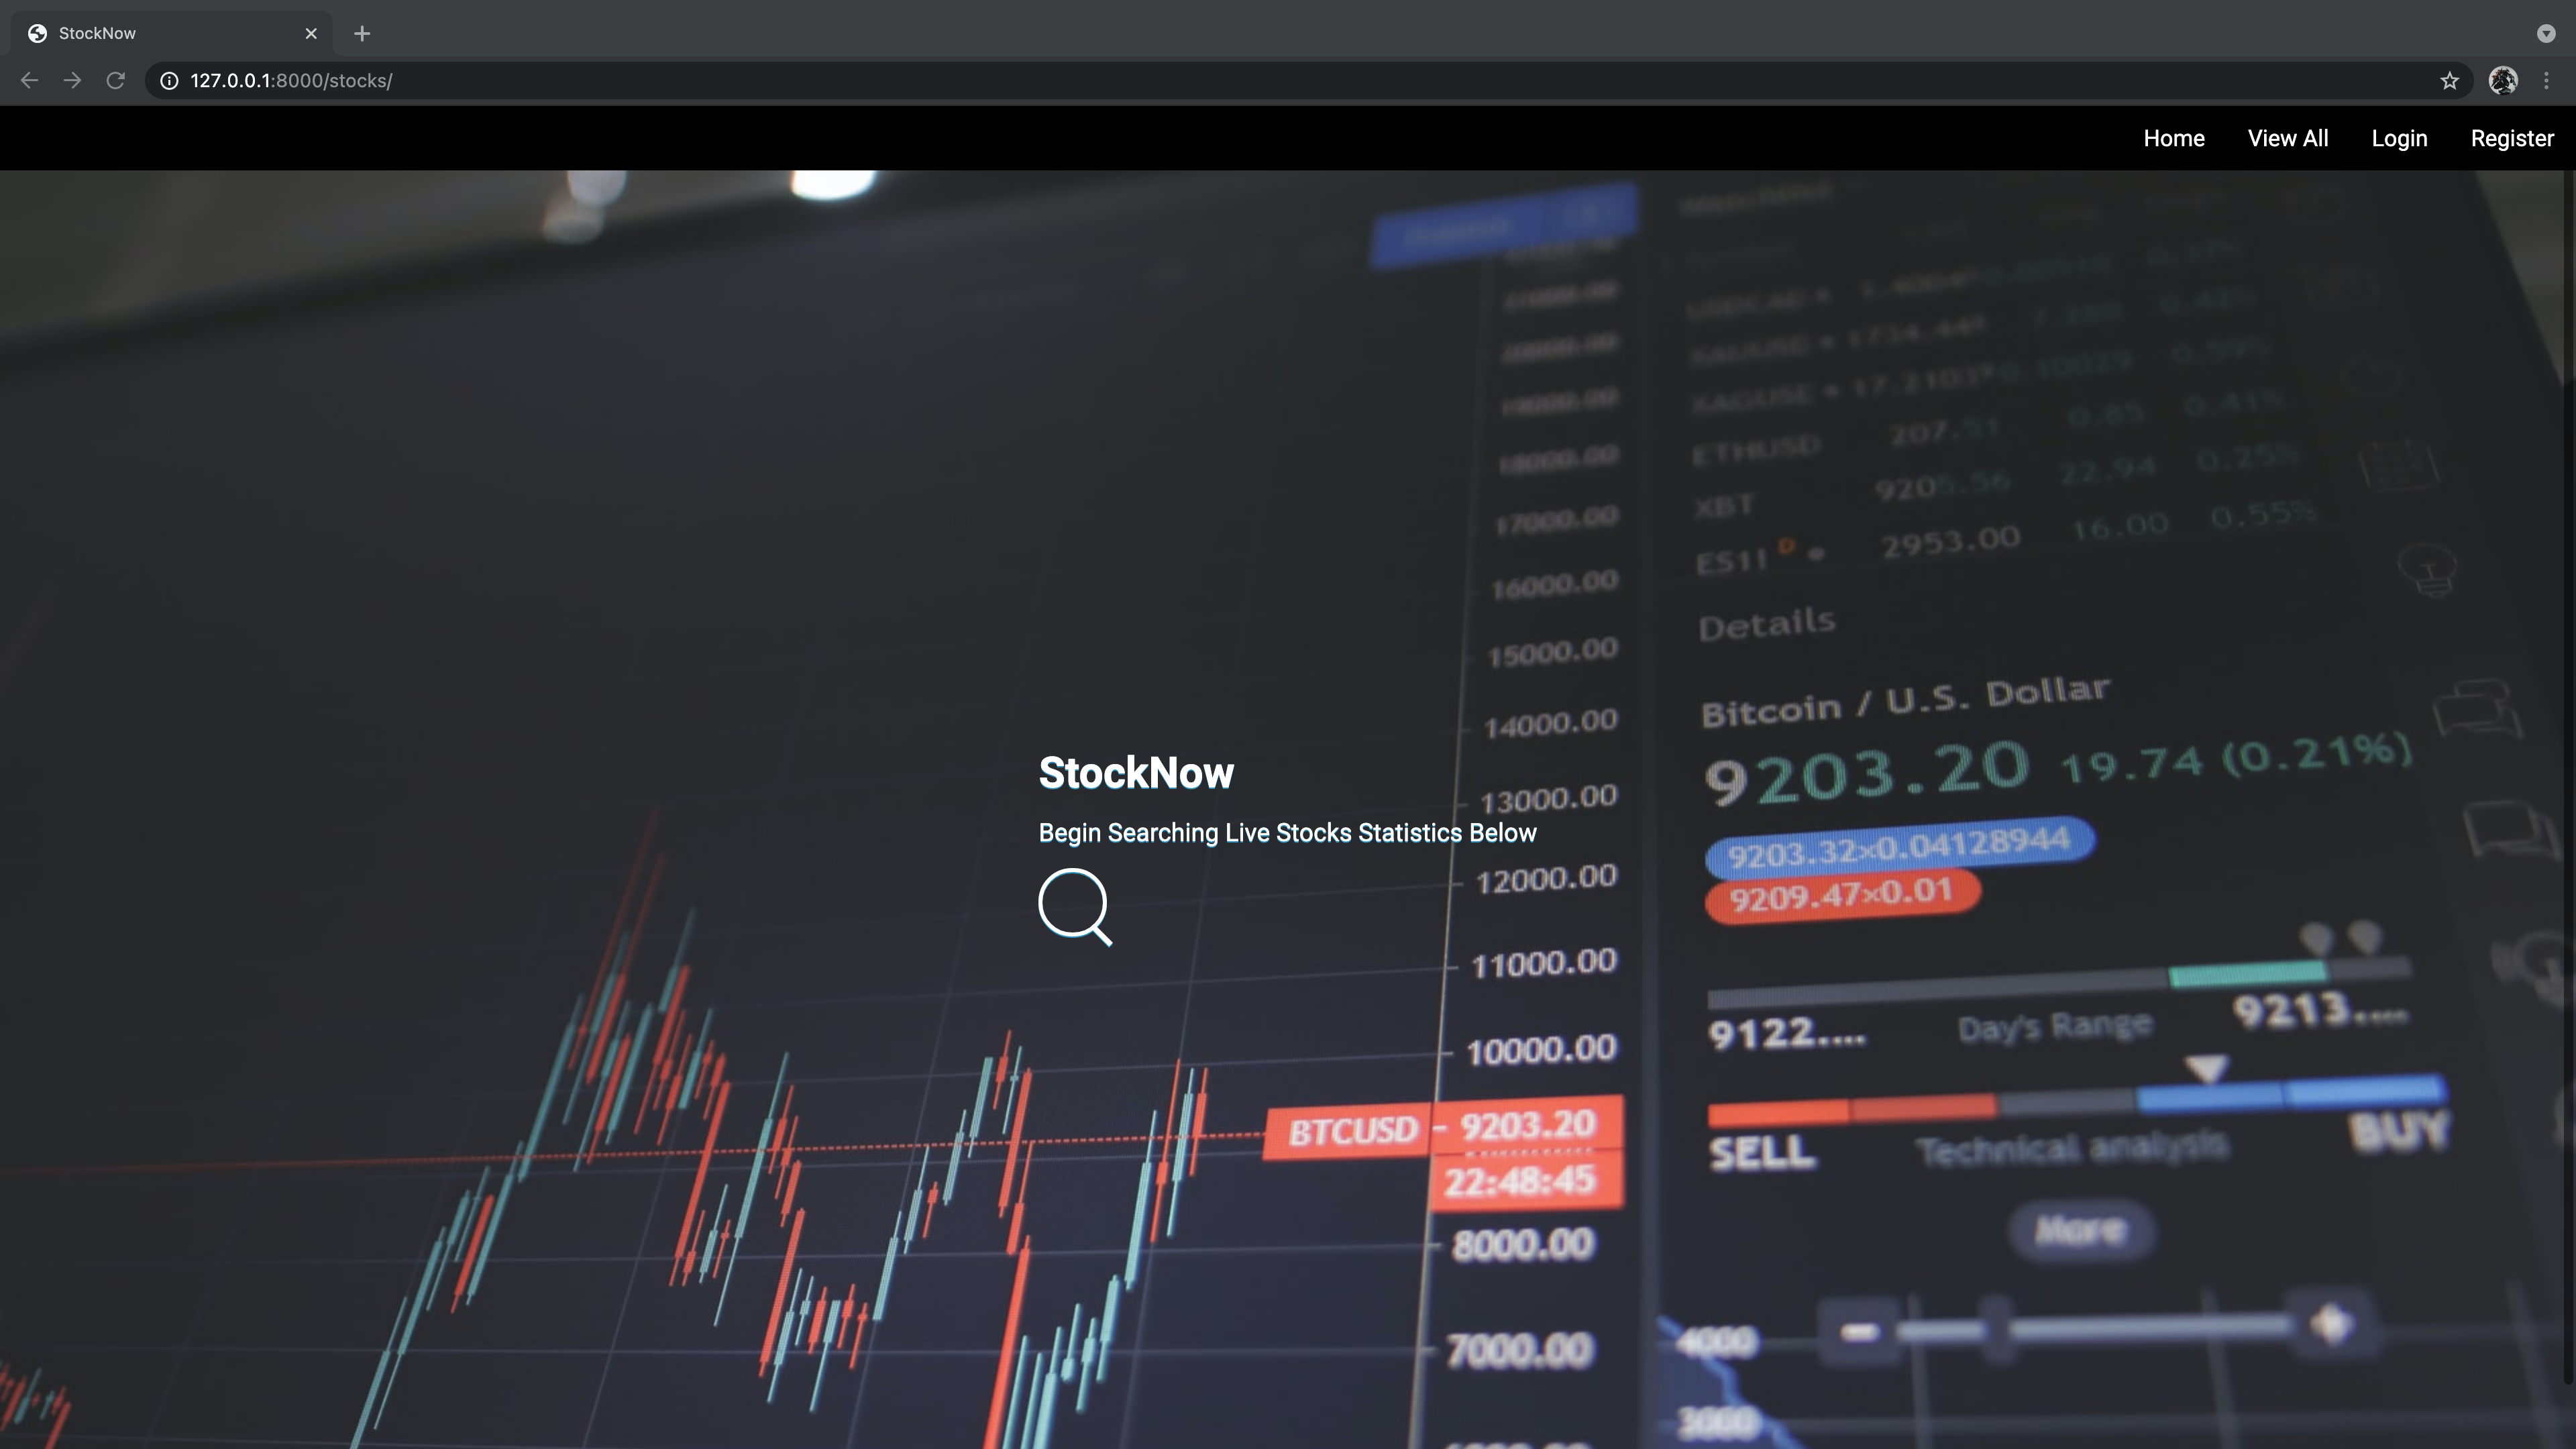 StockNow
127.0.0.1:8000/stocks/
Home View All Login Register
18000.00
17000.00
16000.00
15000.00
14000.00
13000.00
12000.00
11000.00
10000.00
BTCUSD 9203.20
22:48:45
8000.00
7000.00
StockNow
Begin Searching Live Stocks Statistics Below
ETHUSD 207.51 0.85 0.41%
XBT 9205.56 22.94 0.25%
ES1! D 2953.00 16.00 0.55%
Details
Bitcoin / U.S. Dollar
9203.20 19.74 (0.21%)
9203.32×0.04128944
9209.47×0.01
9122.... Day's Range 9213....
SELL Technical analysis BUY
More
4000
3000